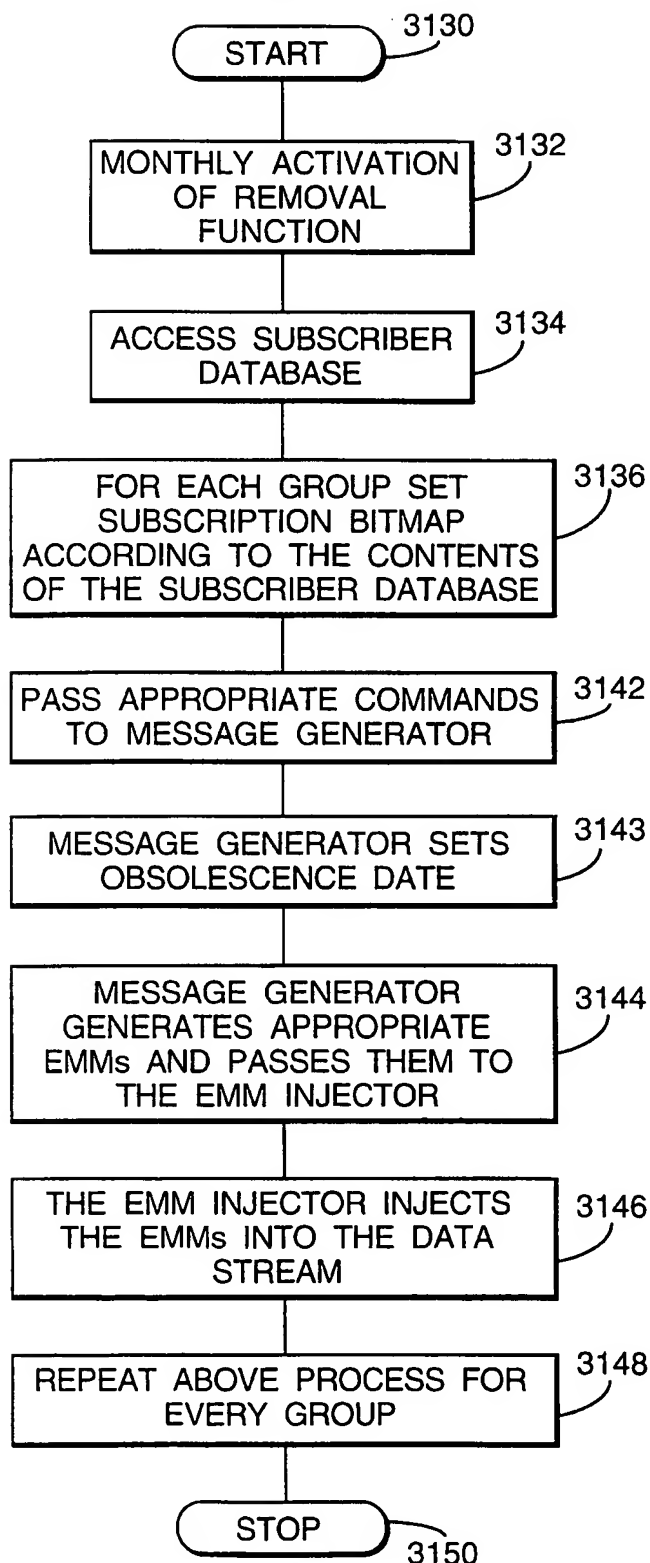 START
3130
MONTHLY ACTIVATION
OF REMOVAL
FUNCTION
3132
ACCESS SUBSCRIBER
DATABASE
3134
FOR EACH GROUP SET
SUBSCRIPTION BITMAP
ACCORDING TO THE CONTENTS
OF THE SUBSCRIBER DATABASE
3136
PASS APPROPRIATE COMMANDS
TO MESSAGE GENERATOR
3142
MESSAGE GENERATOR SETS
OBSOLESCENCE DATE
3143
MESSAGE GENERATOR
GENERATES APPROPRIATE
EMMs AND PASSES THEM TO
THE EMM INJECTOR
3144
THE EMM INJECTOR INJECTS
THE EMMs INTO THE DATA
STREAM
3146
REPEAT ABOVE PROCESS FOR
EVERY GROUP
3148
STOP
3150